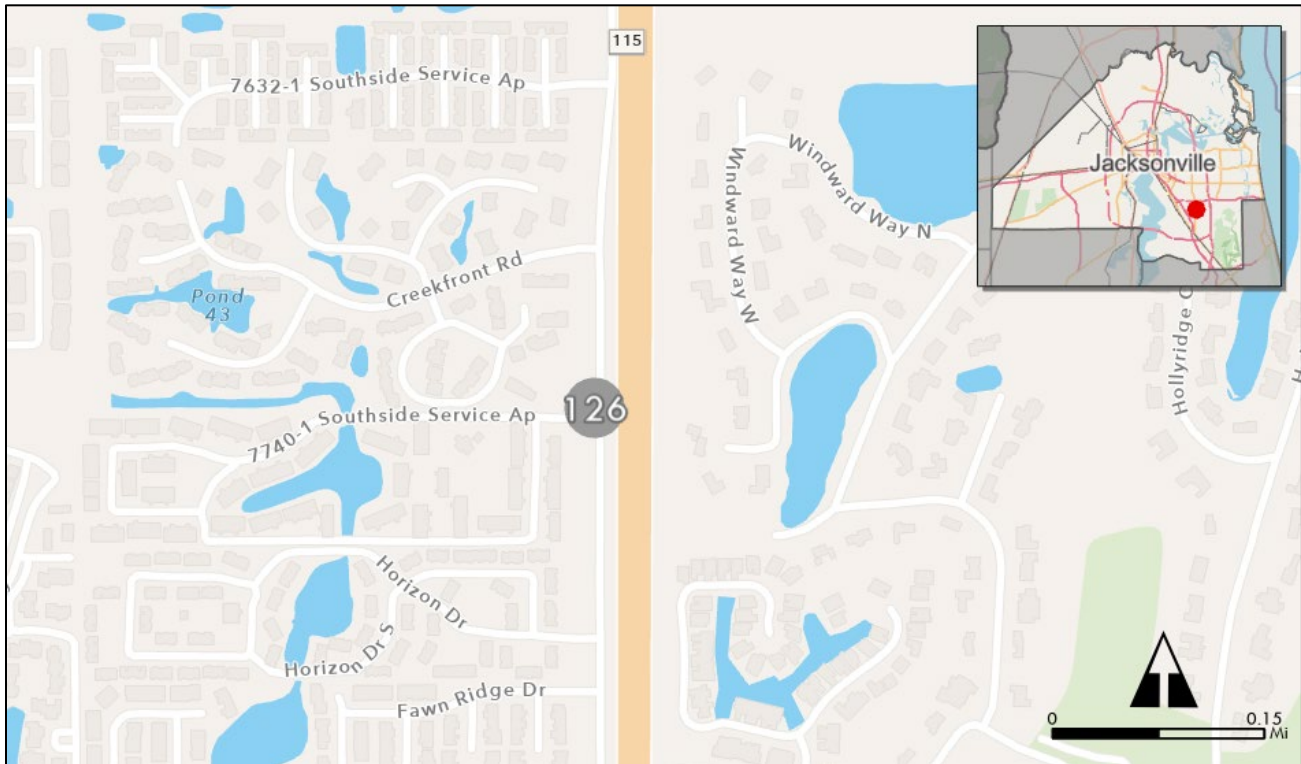 115
7632-1 Southside Service Ap
Windward Way N
Windward Way W
Jacksonville
Creekfront Rd
Pond
43
Hollyridge
126
7740-1 Southside Service Ap
Horizon Dr
Horizon Dr S
Fawn Ridge Dr
0
0.15
Mi